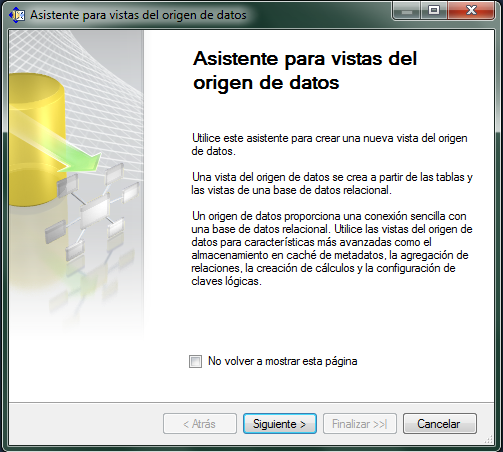 Asistente para vistas del origen de datos
Asistente para vistas del
origen de datos
Utilice este asistente para crear una nueva vista del origen
de datos.
Una vista del origen de datos se crea a partir de las tablas y
las vistas de una base de datos relacional.
Un origen de datos proporciona una conexión sencilla con
una base de datos relacional. Utilice las vistas del origen de
datos para características más avanzadas como el
almacenamiento en caché de metadatos, la agregación de
relaciones, la creación de cálculos y la configuración de
claves lógicas.
No volver a mostrar esta página
< Atrás
Siguiente >
Finalizar >>|
Cancelar